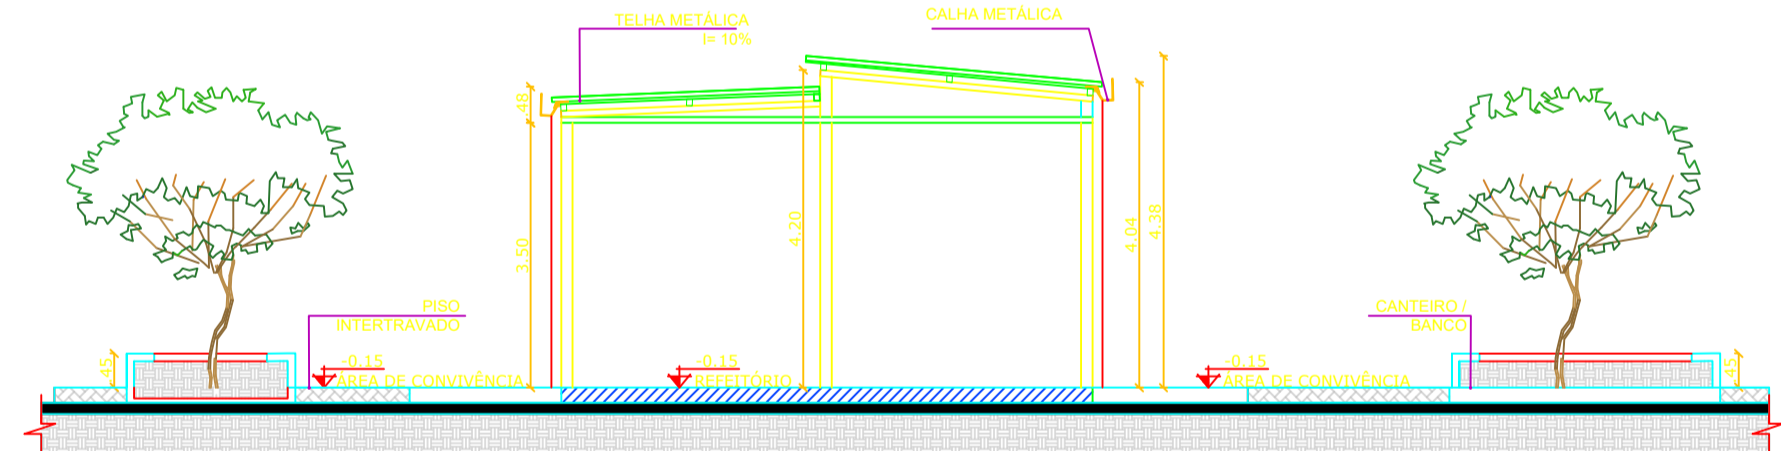 TELHA METÁLICA
I= 10%
CALHA METÁLICA
.48
3.50
4.20
4.04
4.38
PISO
INTERTRAVADO
CANTEIRO /
BANCO
.45
-0.15
ÁREA DE CONVIVÊNCIA
-0.15
REFEITÓRIO
-0.15
ÁREA DE CONVIVÊNCIA
.45